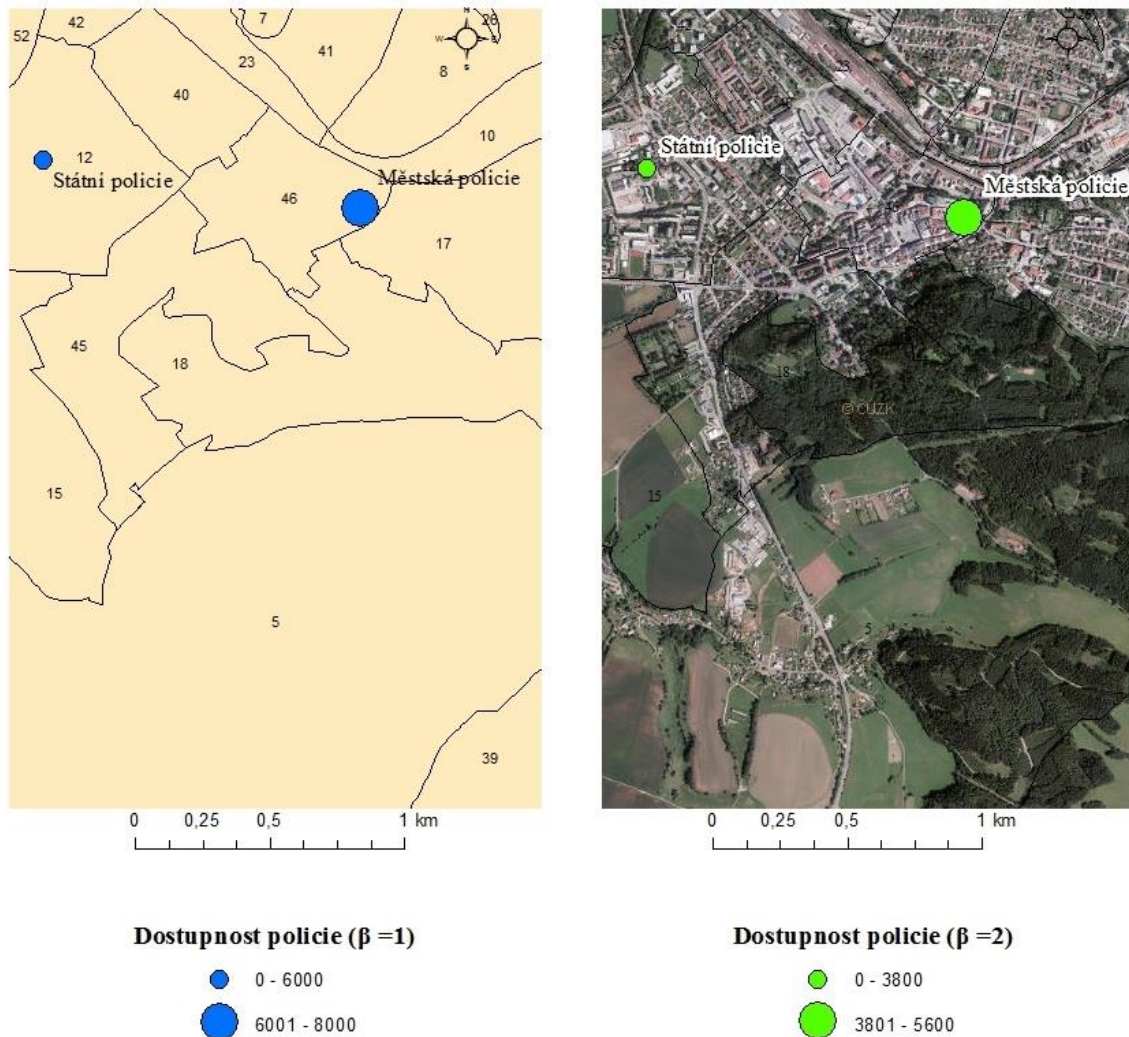 7
26
42
52
23
41
8
N
W
E
S
40
10
12
Státní policie
46
Městská policie
17
45
18
15
5
39
0 0,25 0,5 1 km
Dostupnost policie (β =1)
0 - 6000
6001 - 8000
23
8
Státní policie
Městská policie
18
© ČÚZK
15
5
0 0,25 0,5 1 km
Dostupnost policie (β =2)
0 - 3800
3801 - 5600